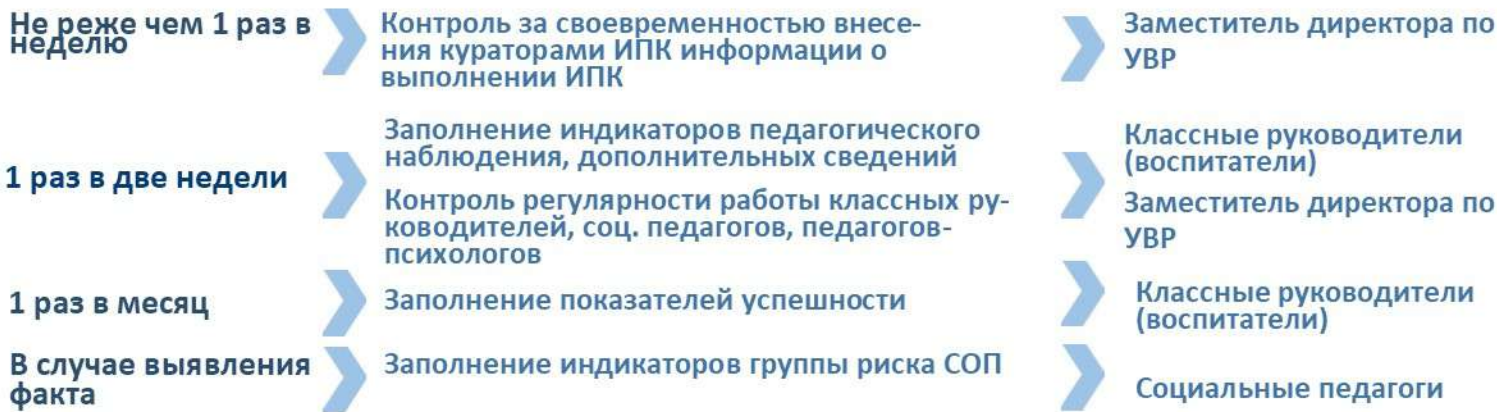 Не реже чем 1 раз в
неделю
Контроль за своевременностью внесе-
ния кураторами ИПК информации о
выполнении ИПК
Заместитель директора по
УВР
1 раз в две недели
Заполнение индикаторов педагогического
наблюдения, дополнительных сведений
Классные руководители
(воспитатели)
Контроль регулярности работы классных ру-
ководителей, соц. педагогов, педагогов-
психологов
Заместитель директора по
УВР
1 раз в месяц
Заполнение показателей успешности
Классные руководители
(воспитатели)
В случае выявления
факта
Заполнение индикаторов группы риска СОП
Социальные педагоги